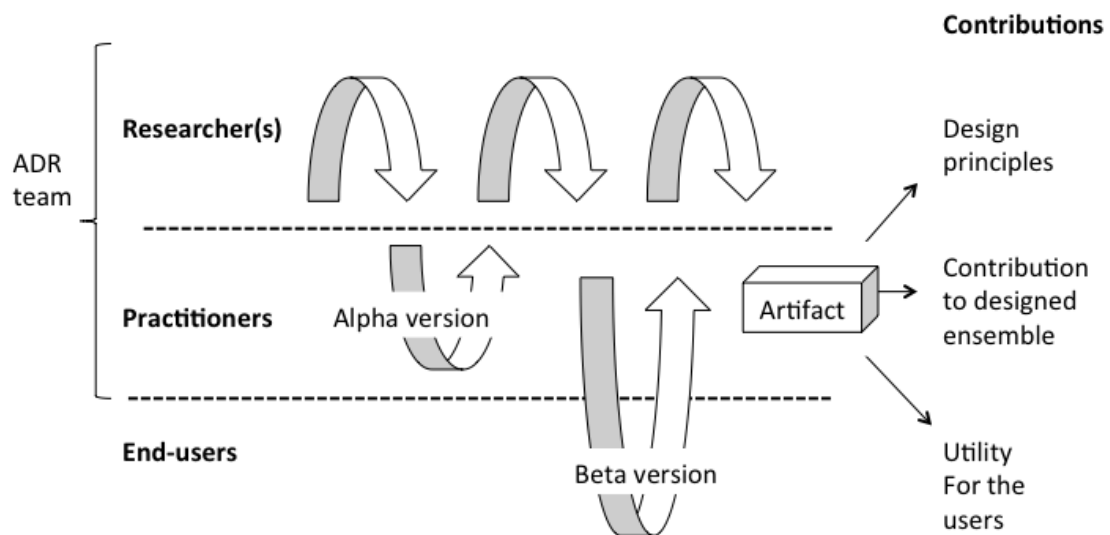 Contributions
Researcher(s)
ADR
team
Design
principles
Practitioners
Alpha version
Artifact
Contribution
to designed
ensemble
End-users
Beta version
Utility
For the
users